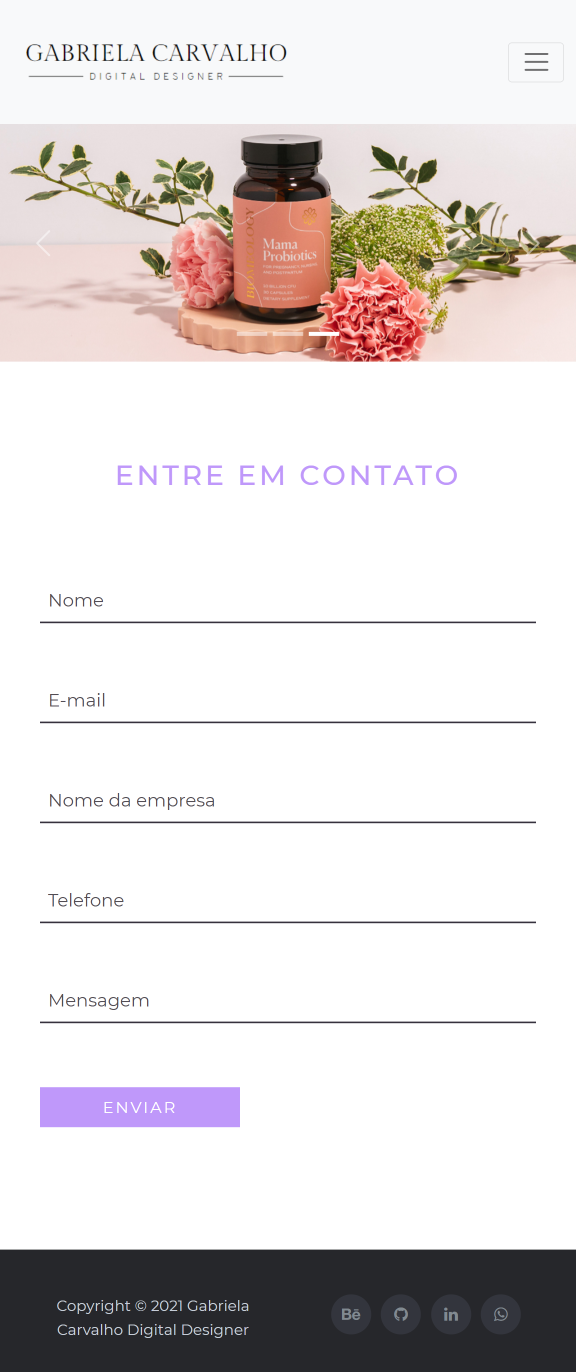 GABRIELA CARVALHO
DIGITAL DESIGNER
Mama
Probiotics
ENTRE EM CONTATO
Nome
E-mail
Nome da empresa
Telefone
Mensagem
ENVIAR
Copyright © 2021 Gabriela
Carvalho Digital Designer
Bē
in